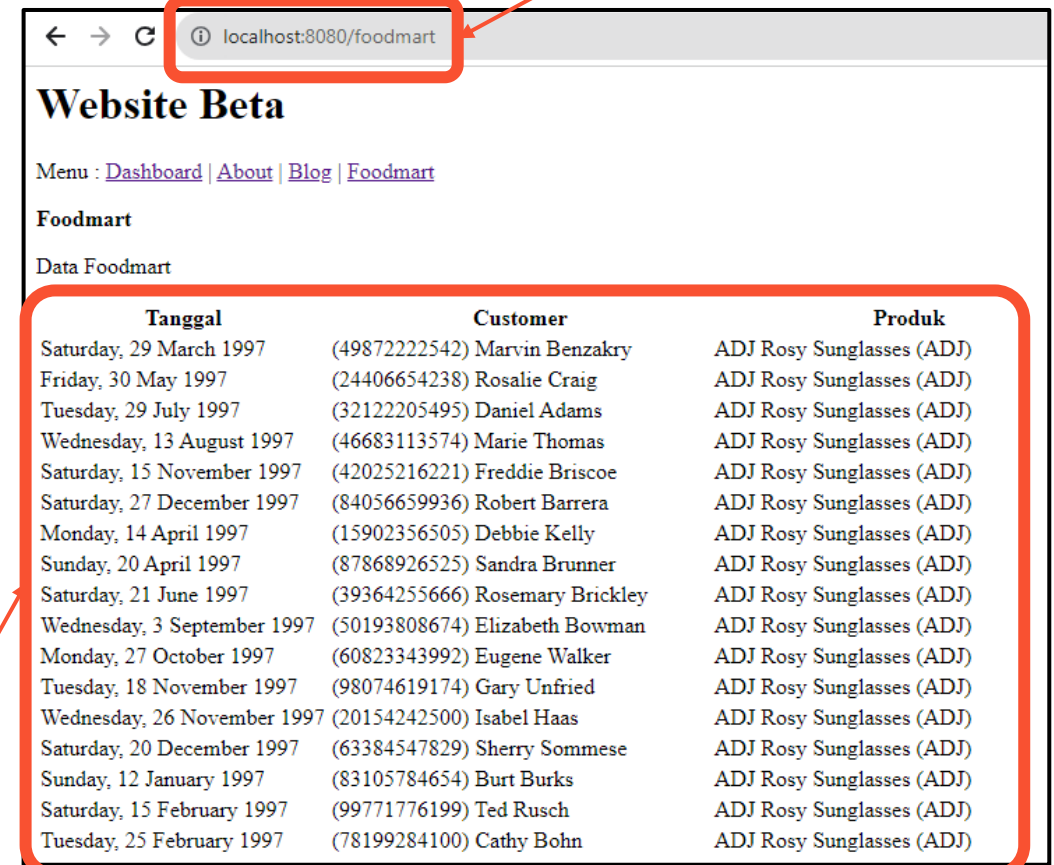 localhost:8080/foodmart
Website Beta
Menu : Dashboard | About | Blog | Foodmart
Foodmart
Data Foodmart
Tanggal Customer Produk
Saturday, 29 March 1997 (49872222542) Marvin Benzakry ADJ Rosy Sunglasses (ADJ)
Friday, 30 May 1997 (24406654238) Rosalie Craig ADJ Rosy Sunglasses (ADJ)
Tuesday, 29 July 1997 (32122205495) Daniel Adams ADJ Rosy Sunglasses (ADJ)
Wednesday, 13 August 1997 (46683113574) Marie Thomas ADJ Rosy Sunglasses (ADJ)
Saturday, 15 November 1997 (42025216221) Freddie Briscoe ADJ Rosy Sunglasses (ADJ)
Saturday, 27 December 1997 (84056659936) Robert Barrera ADJ Rosy Sunglasses (ADJ)
Monday, 14 April 1997 (15902356505) Debbie Kelly ADJ Rosy Sunglasses (ADJ)
Sunday, 20 April 1997 (87868926525) Sandra Brunner ADJ Rosy Sunglasses (ADJ)
Saturday, 21 June 1997 (39364255666) Rosemary Brickley ADJ Rosy Sunglasses (ADJ)
Wednesday, 3 September 1997 (50193808674) Elizabeth Bowman ADJ Rosy Sunglasses (ADJ)
Monday, 27 October 1997 (60823343992) Eugene Walker ADJ Rosy Sunglasses (ADJ)
Tuesday, 18 November 1997 (98074619174) Gary Unfried ADJ Rosy Sunglasses (ADJ)
Wednesday, 26 November 1997 (20154242500) Isabel Haas ADJ Rosy Sunglasses (ADJ)
Saturday, 20 December 1997 (63384547829) Sherry Sommese ADJ Rosy Sunglasses (ADJ)
Sunday, 12 January 1997 (83105784654) Burt Burks ADJ Rosy Sunglasses (ADJ)
Saturday, 15 February 1997 (99771776199) Ted Rusch ADJ Rosy Sunglasses (ADJ)
Tuesday, 25 February 1997 (78199284100) Cathy Bohn ADJ Rosy Sunglasses (ADJ)